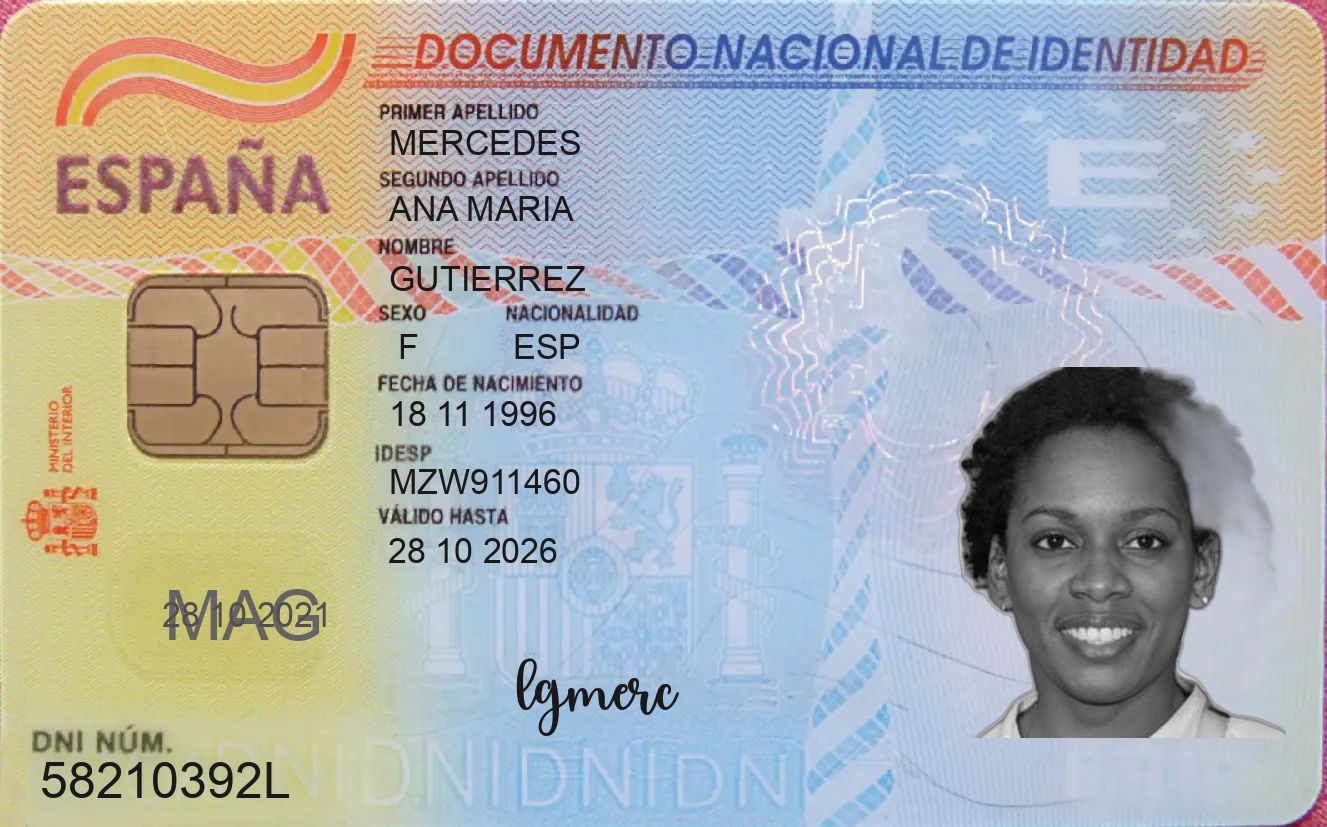 DOCUMENTO NACIONAL DE IDENTIDAD
ESPAÑA
PRIMER APELLIDO
MERCEDES
SEGUNDO APELLIDO
ANA MARIA
NOMBRE
GUTIERREZ
SEXO NACIONALIDAD
F ESP
FECHA DE NACIMIENTO
18 11 1996
IDESP
MZW911460
VÁLIDO HASTA
28 10 2026
MINISTERIO
DEL INTERIOR
28 10 2021
MAG
lgmerc
DNI NÚM.
58210392L
E
DNIDNIDNIDNI